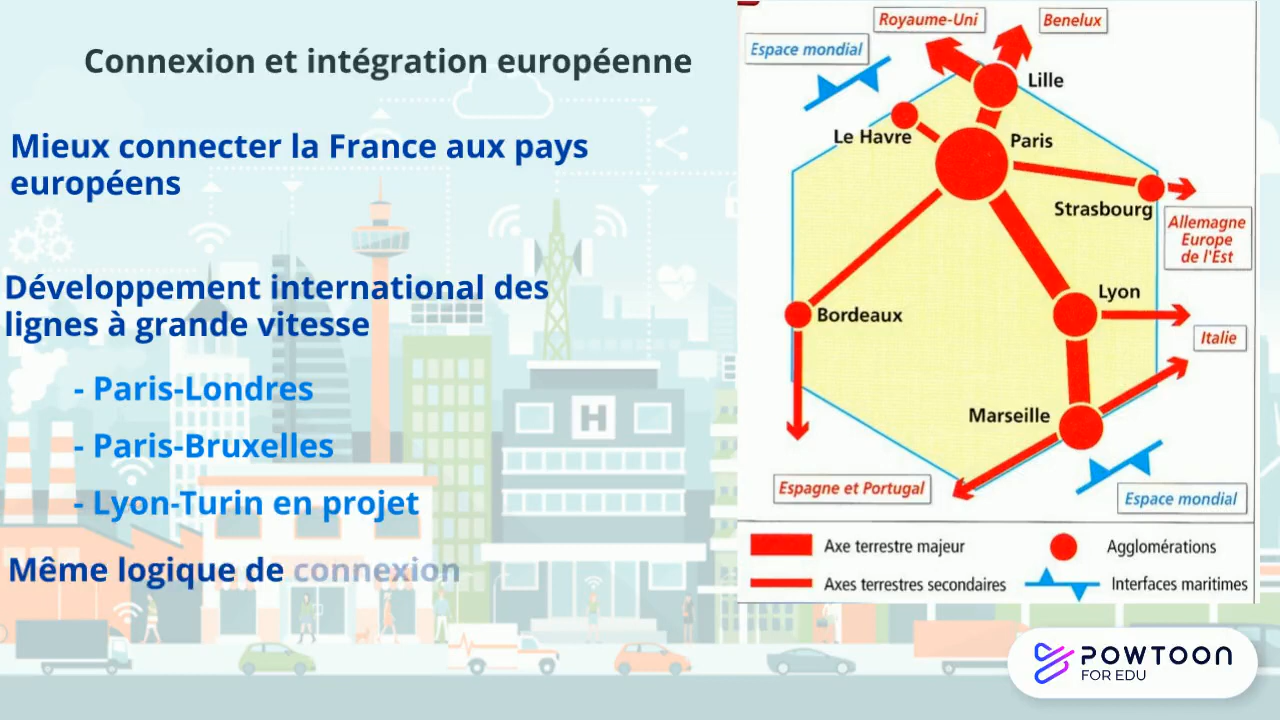 Connexion et intégration européenne
Mieux connecter la France aux pays
européens
Développement international des
lignes à grande vitesse
- Paris-Londres
- Paris-Bruxelles
- Lyon-Turin en projet
Même logique de connexion
H
Royaume-Uni
Benelux
Espace mondial
Lille
Le Havre
Paris
Strasbourg
Allemagne
Europe
de l'Est
Lyon
Bordeaux
Italie
Marseille
Espagne et Portugal
Espace mondial
Axe terrestre majeur
Agglomérations
Axes terrestres secondaires
Interfaces maritimes
POWTOON
FOR EDU